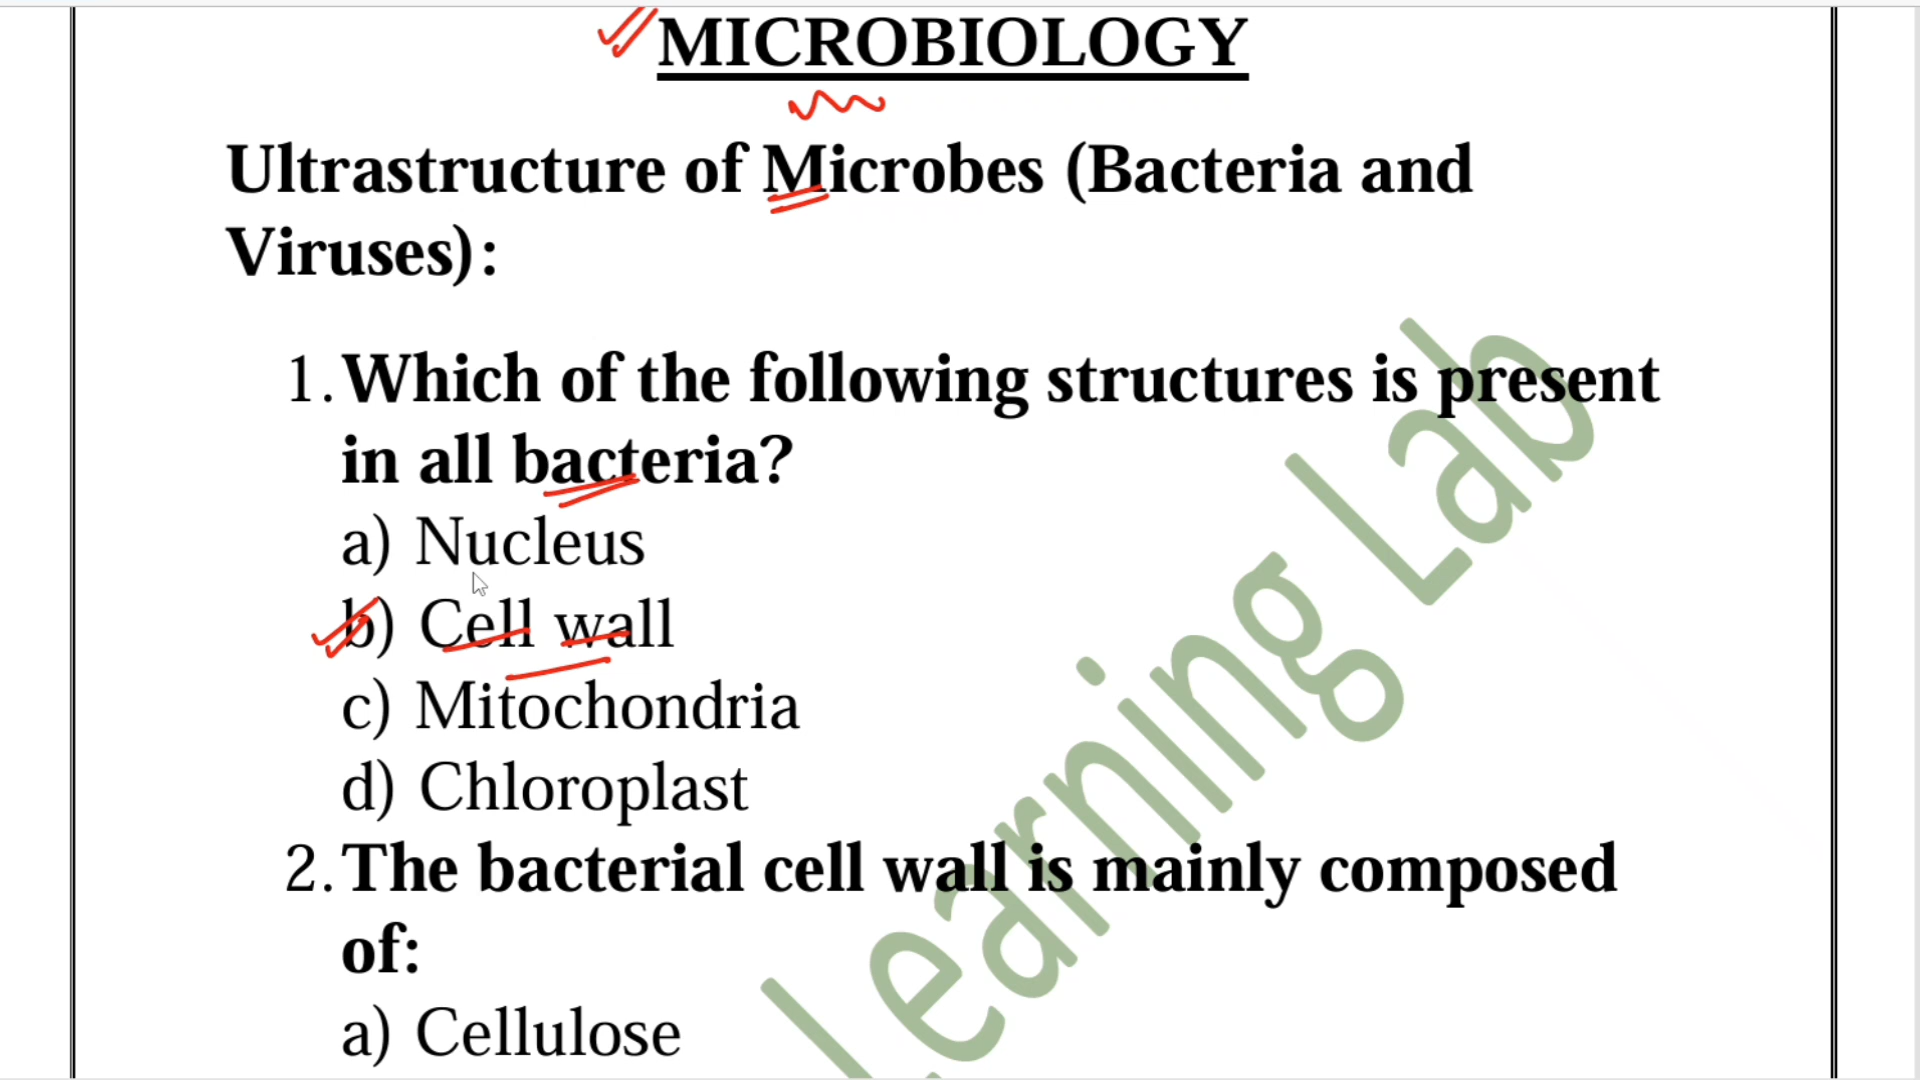 MICROBIOLOGY
Ultrastructure of Microbes (Bacteria and
Viruses):
1. Which of the following structures is present
in all bacteria?
a) Nucleus
b) Cell wall
c) Mitochondria
d) Chloroplast
2. The bacterial cell wall is mainly composed
of:
a) Cellulose
Learning Lab